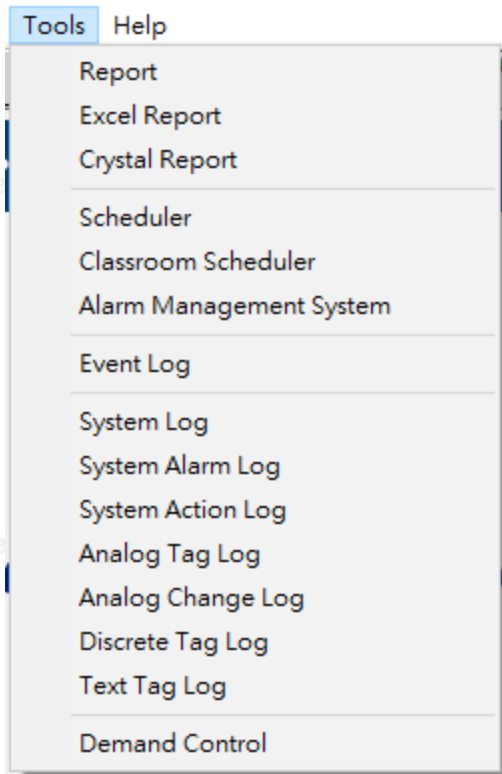 Tools Help
Report
Excel Report
Crystal Report
Scheduler
Classroom Scheduler
Alarm Management System
Event Log
System Log
System Alarm Log
System Action Log
Analog Tag Log
Analog Change Log
Discrete Tag Log
Text Tag Log
Demand Control